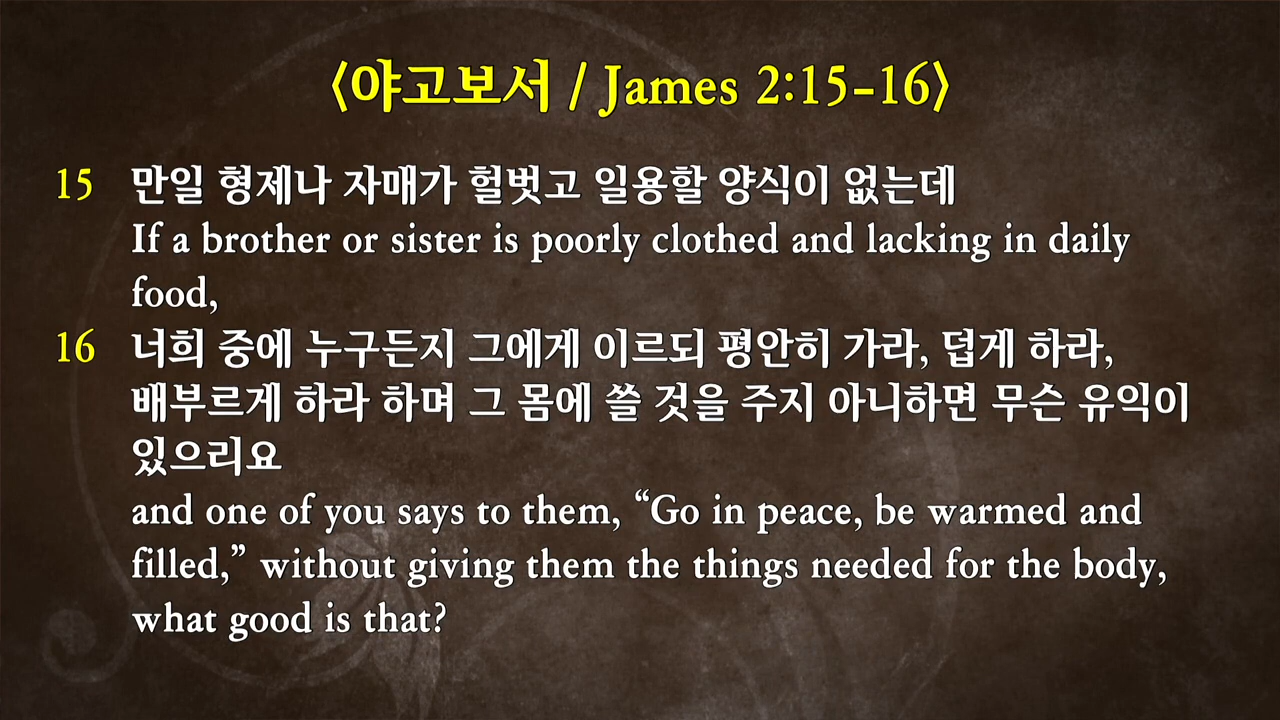 <야고보서 / James 2:15-16>
15 만일 형제나 자매가 헐벗고 일용할 양식이 없는데
If a brother or sister is poorly clothed and lacking in daily
food,
16 너희 중에 누구든지 그에게 이르되 평안히 가라, 덥게 하라,
배부르게 하라 하며 그 몸에 쓸 것을 주지 아니하면 무슨 유익이
있으리요
and one of you says to them, “Go in peace, be warmed and
filled,” without giving them the things needed for the body,
what good is that?